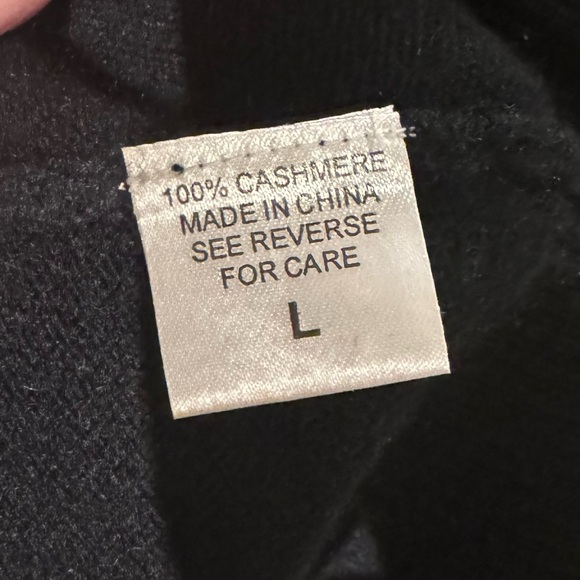 100% CASHMERE
MADE IN CHINA
SEE REVERSE
FOR CARE
L